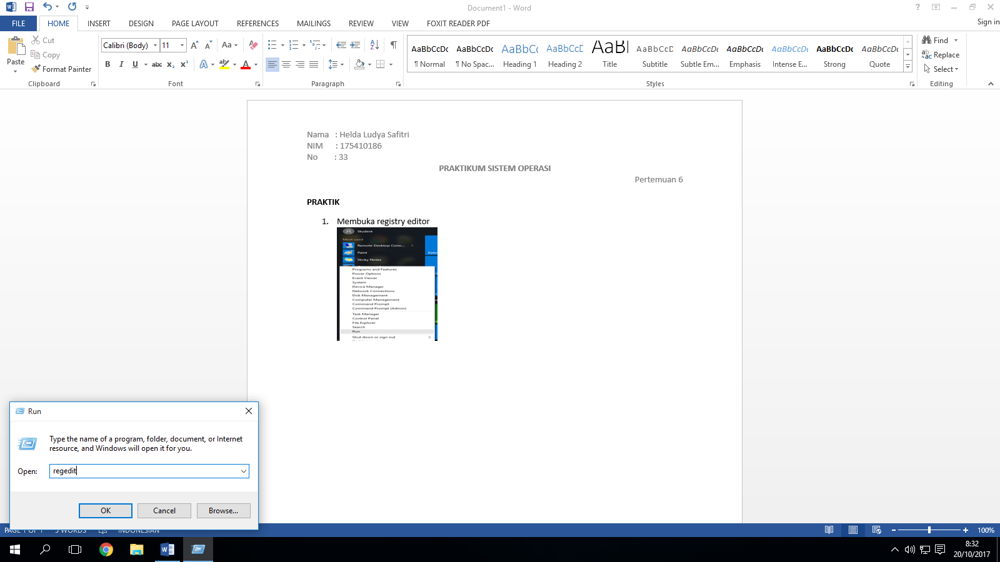 Document1 - Word
FILE HOME INSERT DESIGN PAGE LAYOUT REFERENCES MAILINGS REVIEW VIEW FOXIT READER PDF Sign in
Paste Cut
Copy
Format Painter
Clipboard
Calibri (Body) 11 Aa
B I U abc x₂ x² A aby A
Font
Paragraph
AaBbCcDc AaBbCcDc AaBbCc AaBbCcD AaB AaBbCcD AaBbCcDc AaBbCcDc AaBbCcDc AaBbCcDc AaBbCcDc
¶ Normal ¶ No Spac... Heading 1 Heading 2 Title Subtitle Subtle Em... Emphasis Intense E... Strong Quote
Styles
Find
Replace
Select
Editing
Nama : Helda Ludya Safitri
NIM : 175410186
No : 33
PRAKTIKUM SISTEM OPERASI
Pertemuan 6
PRAKTIK
1. Membuka registry editor
Student
Most used
Remote Desktop Conn...
Paint
Sticky Notes
Programs and Features
Power Options
Event Viewer
System
Device Manager
Network Connections
Disk Management
Computer Management
Command Prompt
Command Prompt (Admin)
Task Manager
Control Panel
File Explorer
Search
Run
Shut down or sign out
Run
Type the name of a program, folder, document, or Internet
resource, and Windows will open it for you.
Open: regedit
OK Cancel Browse...
PAGE 1 OF 1 5 WORDS INDONESIAN 100%
8:32
20/10/2017